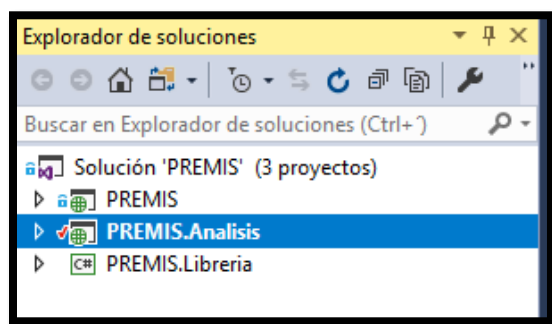 Explorador de soluciones
Buscar en Explorador de soluciones (Ctrl+´)
Solución 'PREMIS' (3 proyectos)
PREMIS
PREMIS.Analisis
C# PREMIS.Libreria